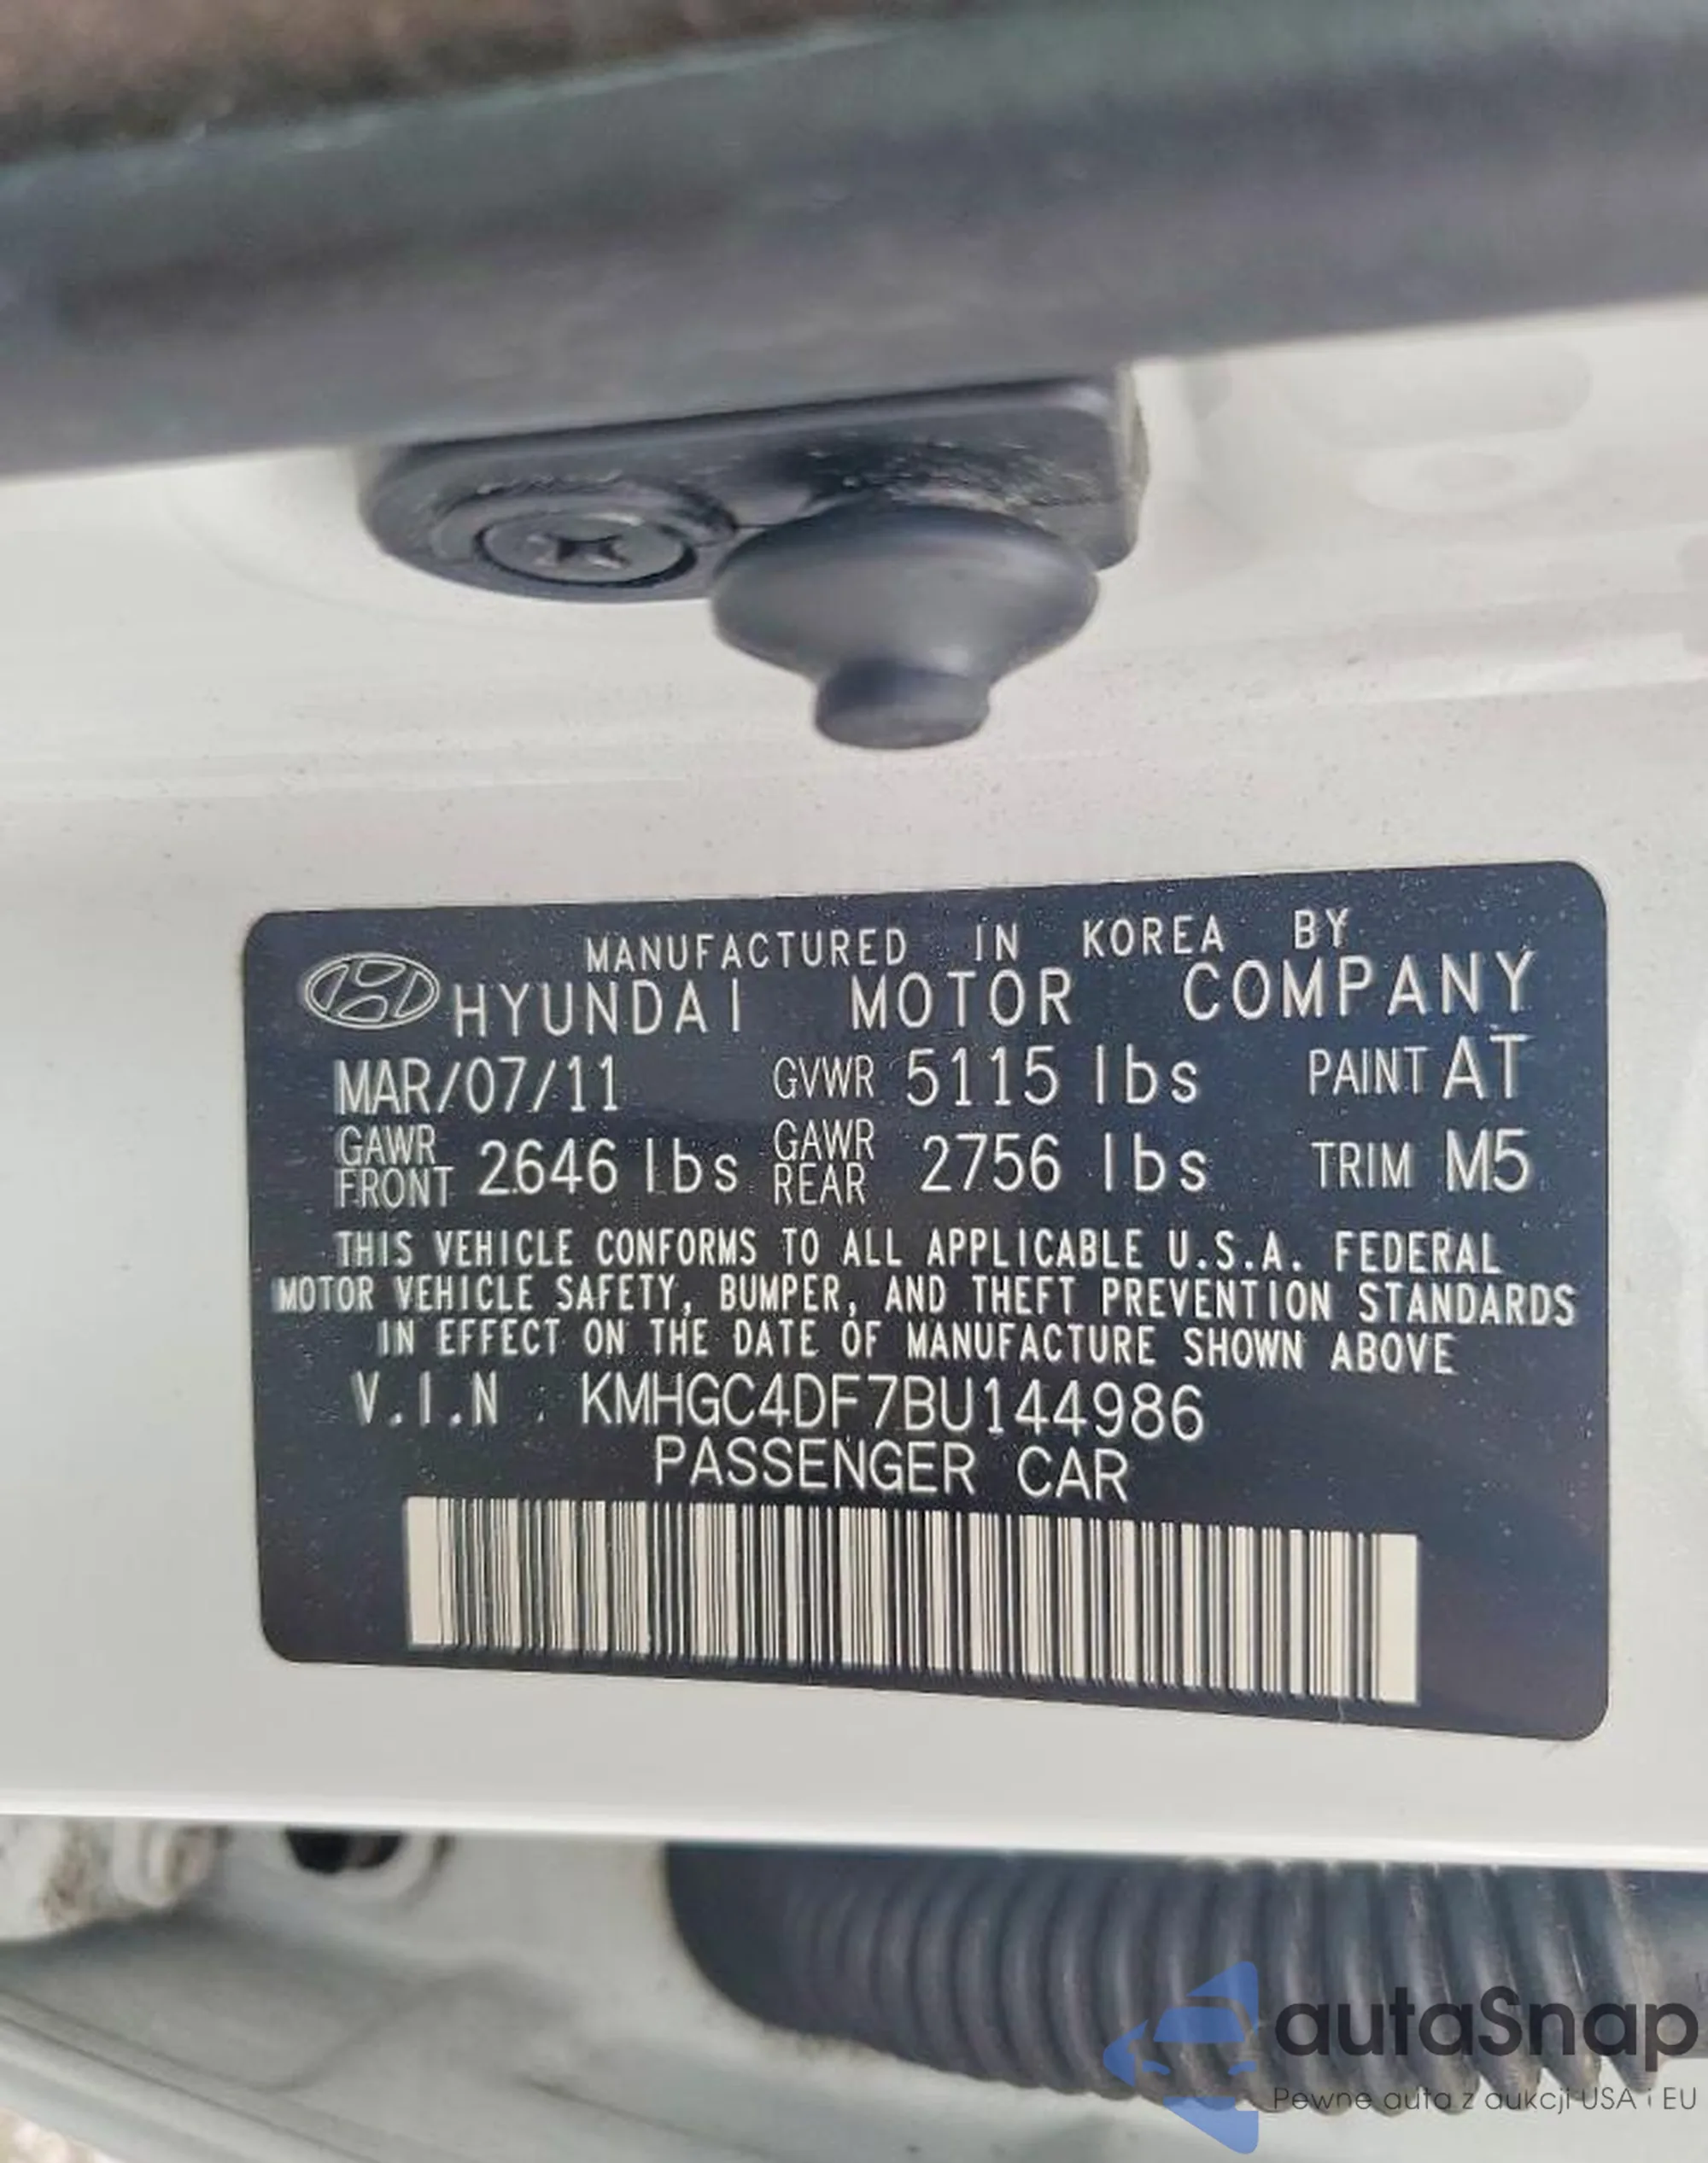 MANUFACTURED IN KOREA BY
HYUNDAI MOTOR COMPANY
MAR/07/11 GVWR 5115 lbs PAINT AT
GAWR FRONT 2646 lbs GAWR REAR 2756 lbs TRIM M5
THIS VEHICLE CONFORMS TO ALL APPLICABLE U.S.A. FEDERAL
MOTOR VEHICLE SAFETY, BUMPER, AND THEFT PREVENTION STANDARDS
IN EFFECT ON THE DATE OF MANUFACTURE SHOWN ABOVE
V.I.N. KMHGC4DF7BU144986
PASSENGER CAR
autaSnap
Pewne auta z aukcji USA i EU